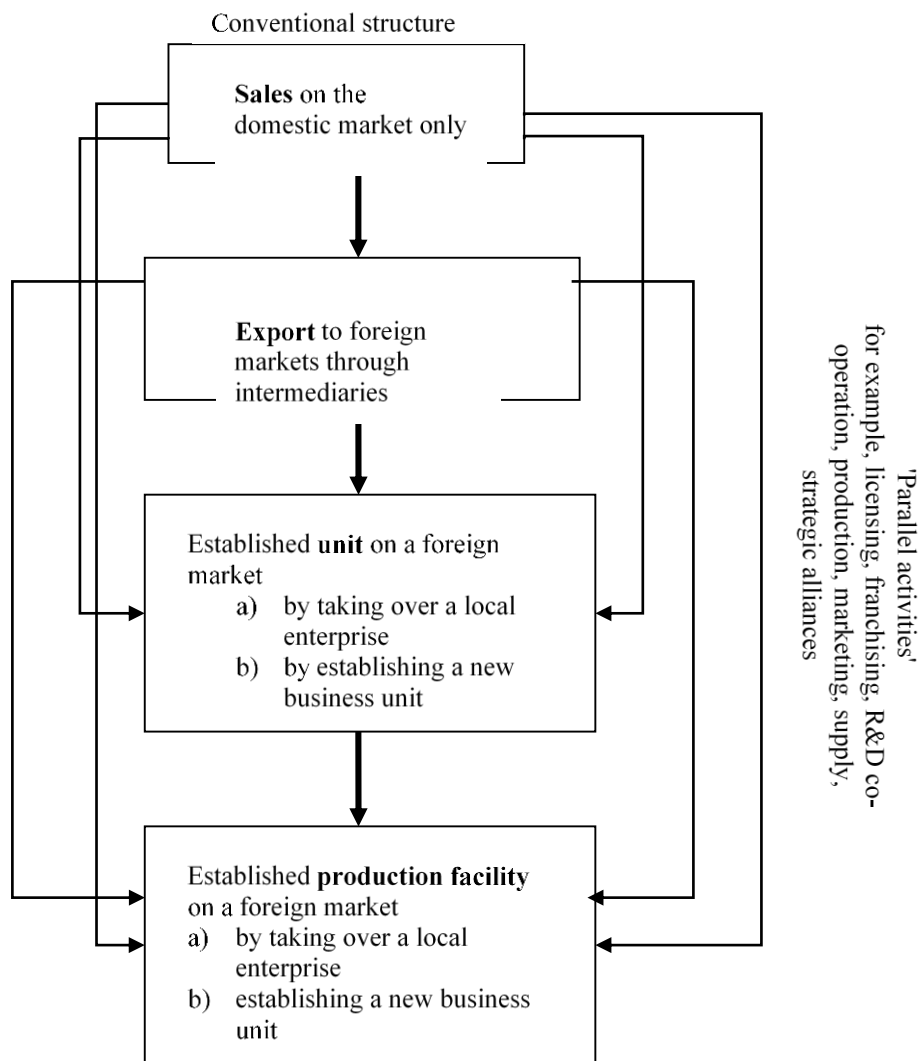 Conventional structure
Sales on the
domestic market only
Export to foreign
markets through
intermediaries
Established unit on a foreign
market
a) by taking over a local
enterprise
b) by establishing a new
business unit
Established production facility
on a foreign market
a) by taking over a local
enterprise
b) establishing a new business
unit
'Parallel activities'
for example, licensing, franchising, R&D co-
operation, production, marketing, supply,
strategic alliances